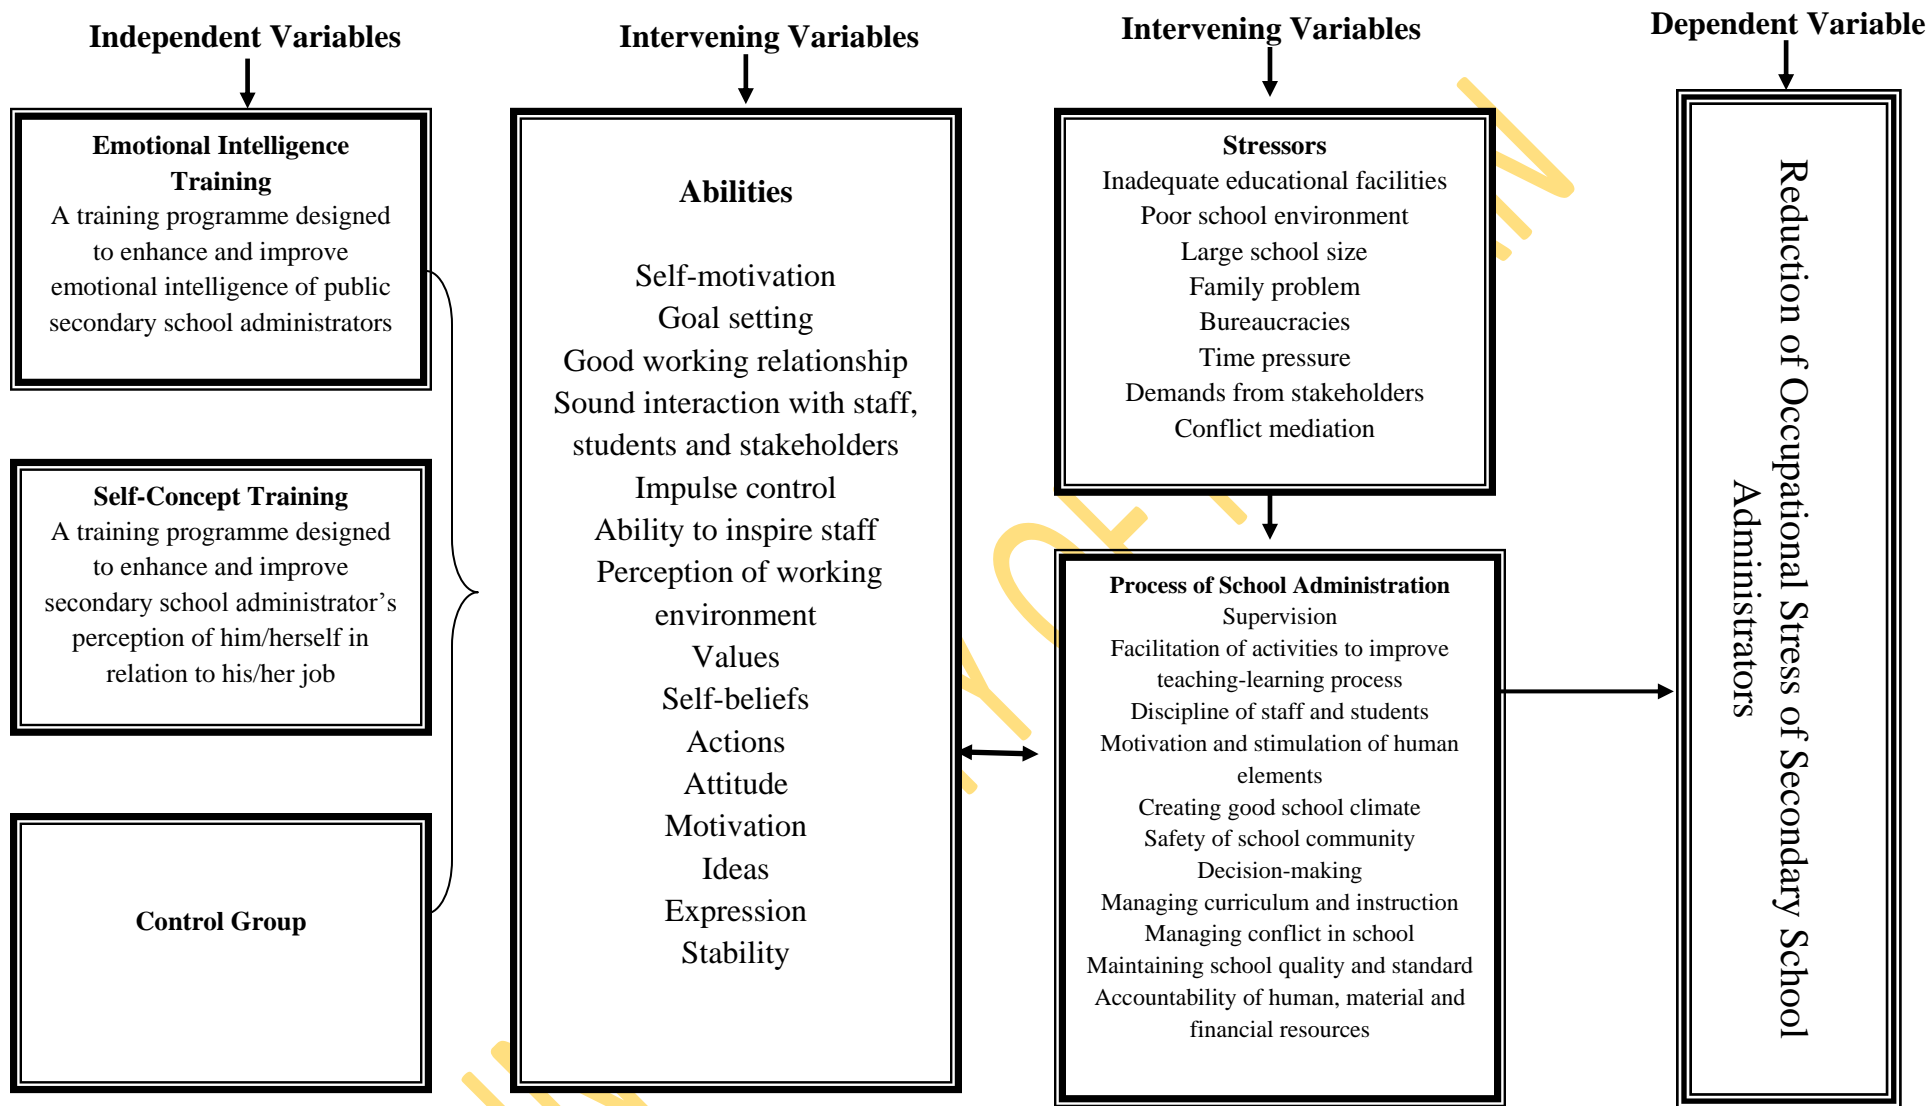 Independent Variables
Emotional Intelligence
Training
A training programme designed
to enhance and improve
emotional intelligence of public
secondary school administrators
Self-Concept Training
A training programme designed
to enhance and improve
secondary school administrator’s
perception of him/herself in
relation to his/her job
Control Group
Intervening Variables
Abilities
Self-motivation
Goal setting
Good working relationship
Sound interaction with staff,
students and stakeholders
Impulse control
Ability to inspire staff
Perception of working
environment
Values
Self-beliefs
Actions
Attitude
Motivation
Ideas
Expression
Stability
Intervening Variables
Stressors
Inadequate educational facilities
Poor school environment
Large school size
Family problem
Bureaucracies
Time pressure
Demands from stakeholders
Conflict mediation
Process of School Administration
Supervision
Facilitation of activities to improve
teaching-learning process
Discipline of staff and students
Motivation and stimulation of human
elements
Creating good school climate
Safety of school community
Decision-making
Managing curriculum and instruction
Managing conflict in school
Maintaining school quality and standard
Accountability of human, material and
financial resources
Dependent Variable
Reduction of Occupational Stress of Secondary School
Administrators